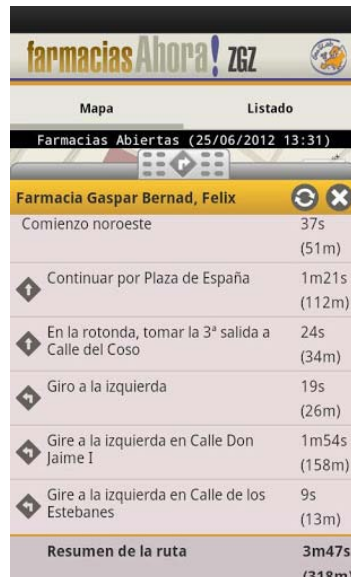 farmacias Ahora! ZGZ
Mapa Listado
Farmacias Abiertas (25/06/2012 13:31)
Farmacia Gaspar Bernad, Felix
Comienzo noroeste 37s
(51m)
Continuar por Plaza de España 1m21s
(112m)
En la rotonda, tomar la 3ª salida a 24s
Calle del Coso (34m)
Giro a la izquierda 19s
(26m)
Gire a la izquierda en Calle Don 1m54s
Jaime I (158m)
Gire a la izquierda en Calle de los 9s
Estebanes (13m)
Resumen de la ruta 3m47s
(318m)